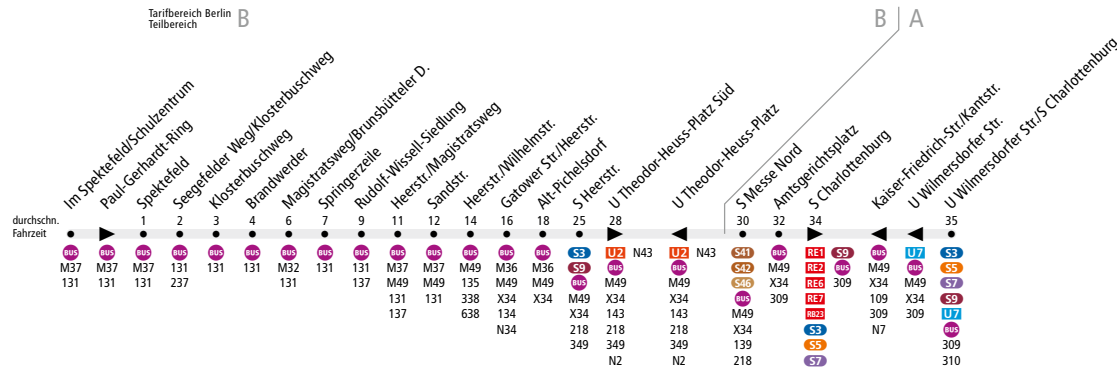 Tarifbereich Berlin B
Teilbereich
B A
Im Spektefeld/Schulzentrum
Paul-Gerhardt-Ring
Spektefeld
Seegefelder Weg/Klosterbuschweg
Klosterbuschweg
Brandwerder
Magistratsweg/Brunsbütteler D.
Springerzeile
Rudolf-Wissell-Siedlung
Heerstr./Magistratsweg
Sandstr.
Heerstr./Wilhelmstr.
Gatower Str./Heerstr.
Alt-Pichelsdorf
S Heerstr.
U Theodor-Heuss-Platz Süd
U Theodor-Heuss-Platz
S Messe Nord
Amtsgerichtsplatz
S Charlottenburg
Kaiser-Friedrich-Str./Kantstr.
U Wilmersdorfer Str.
U Wilmersdorfer Str./S Charlottenburg
durchschn. 1 2 3 4 6 7 9 11 12 14 16 18 25 28 30 32 34 35
Fahrzeit
BUS BUS BUS BUS BUS BUS BUS BUS BUS BUS BUS BUS BUS BUS S3 U2 N43 U2 N43 S41 BUS RE1 S9 BUS U7 S3
M37 M37 M37 131 131 131 M32 131 131 M37 M37 M49 M36 M36 S9 BUS BUS S42 M49 RE2 BUS M49 BUS S5
131 131 131 237 131 137 M49 M49 135 M49 M49 BUS M49 M49 S46 X34 RE6 309 X34 M49 S7
131 131 338 X34 X34 M49 X34 X34 BUS 309 RE7 109 X34 S9
137 638 134 X34 143 143 M49 RB23 309 309 U7
N34 218 218 218 X34 S3 N7 BUS
349 349 349 139 S5 309
N2 N2 218 S7 310